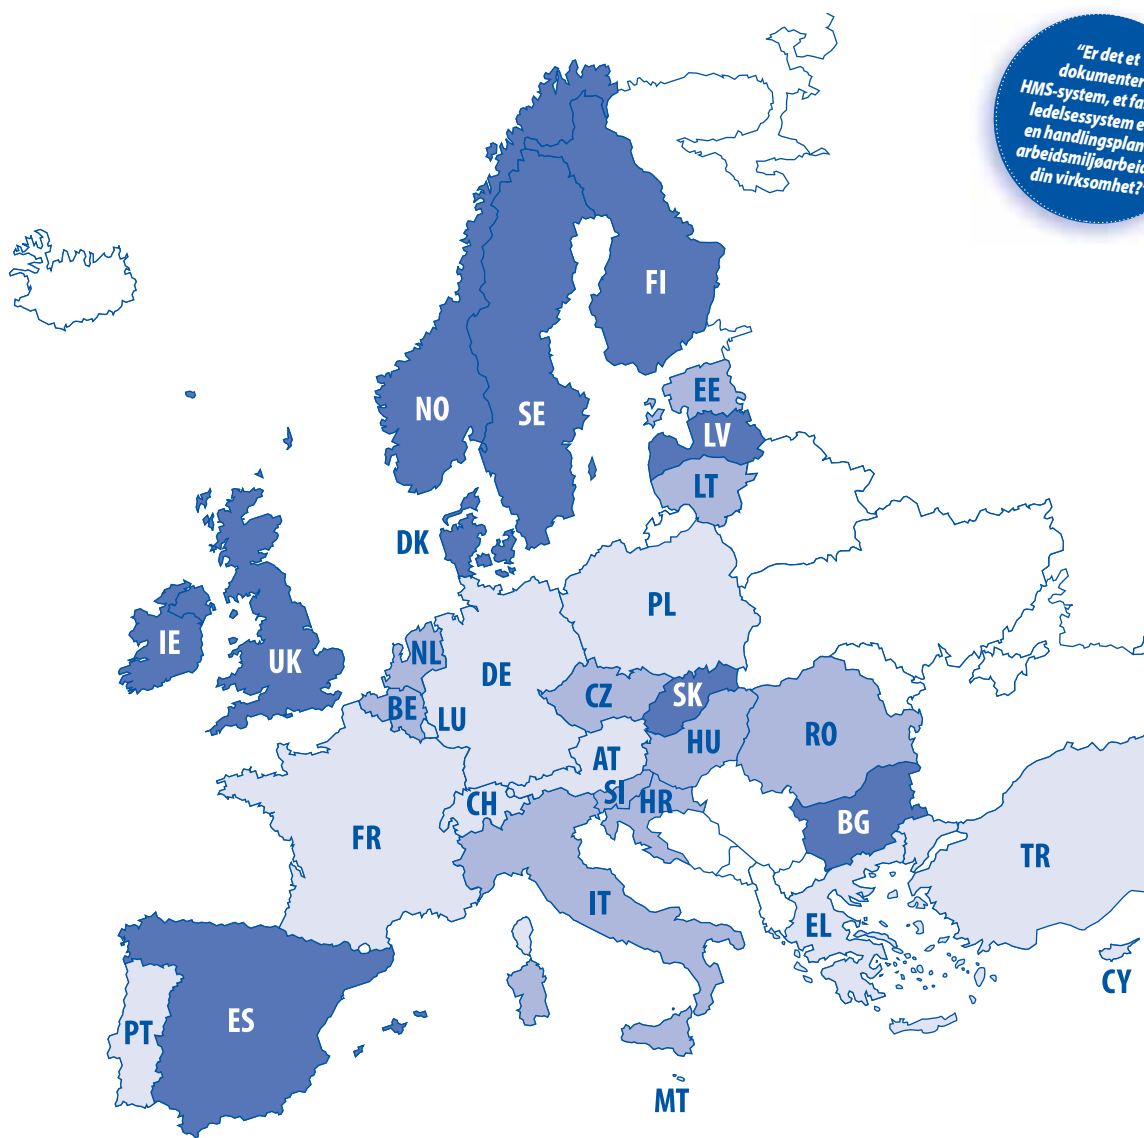 "Er det et
dokumenter
HMS-system, et fa
ledelsessystem e
en handlingsplan
arbeidsmiljøarbeid
din virksomhet?"
FI
EE
NO
SE
LV
LT
DK
PL
IE
NL
UK
DE
SK
CZ
BE
LU
RO
HU
AT
SI
HR
CH
BG
FR
TR
IT
EL
CY
ES
PT
MT